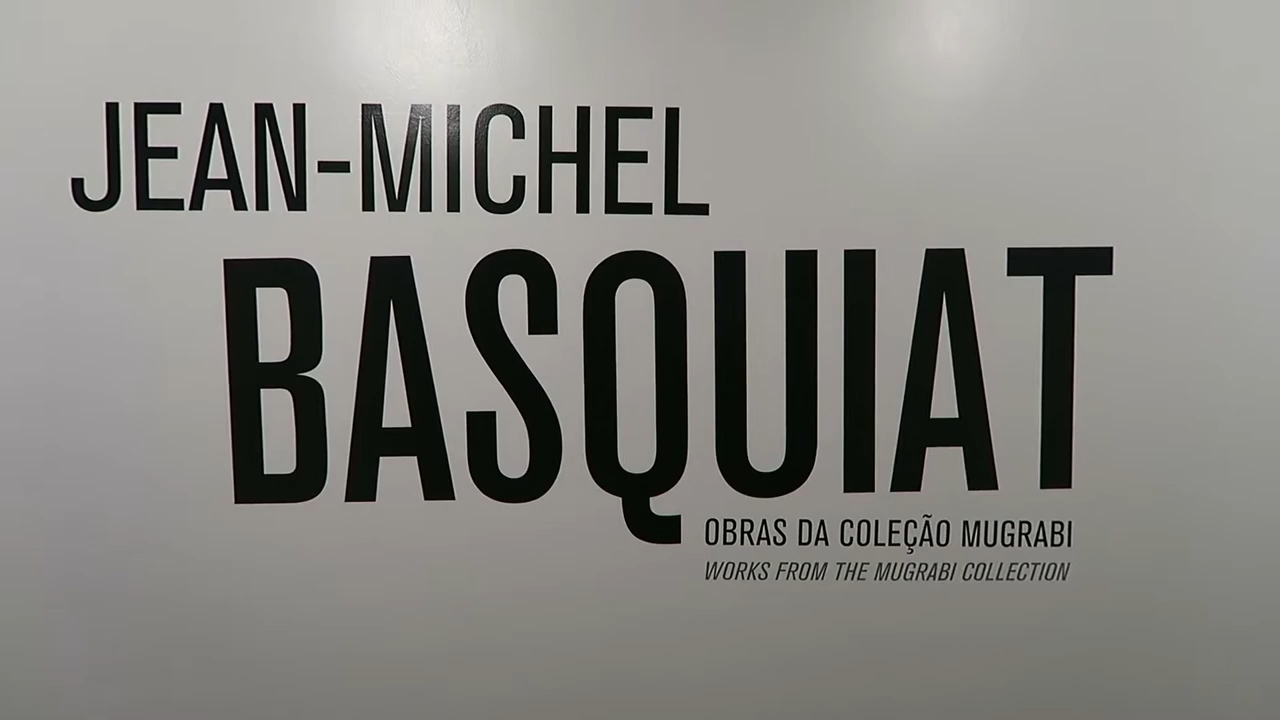 JEAN-MICHEL
BASQUIAT
OBRAS DA COLEÇÃO MUGRABI
WORKS FROM THE MUGRABI COLLECTION